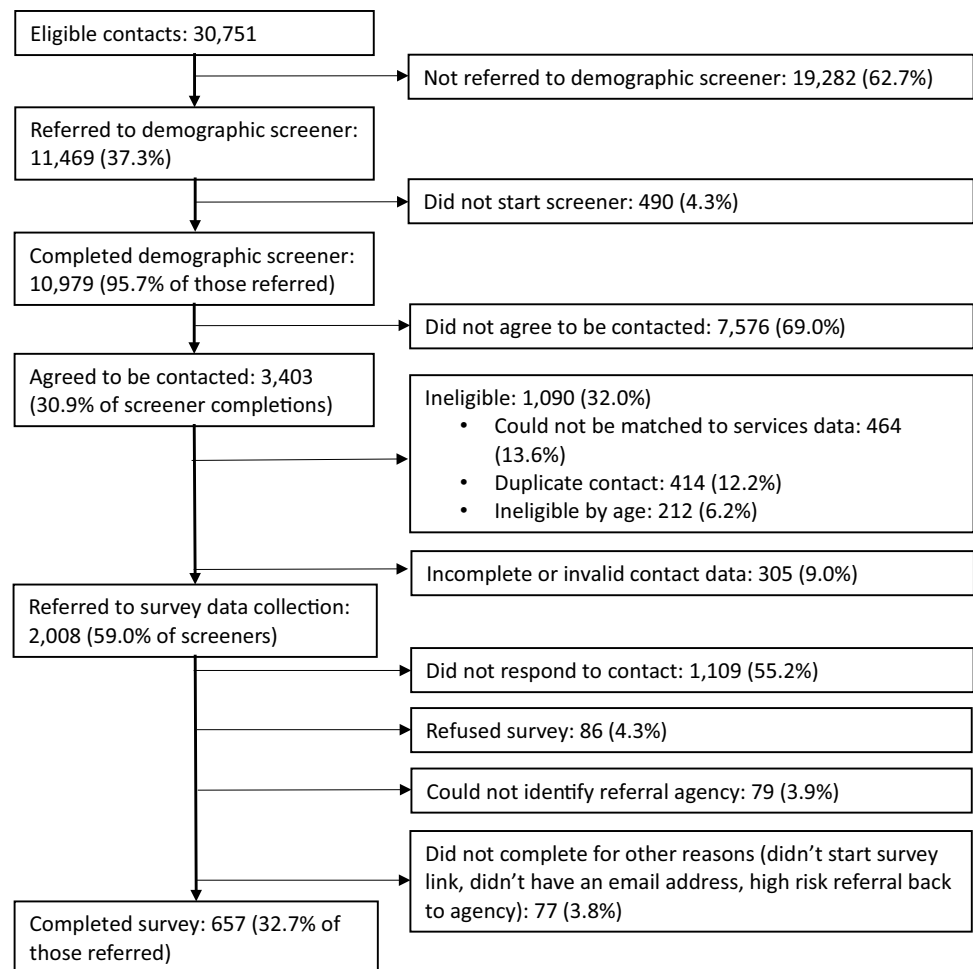 Eligible contacts: 30,751
Not referred to demographic screener: 19,282 (62.7%)
Referred to demographic screener:
11,469 (37.3%)
Did not start screener: 490 (4.3%)
Completed demographic screener:
10,979 (95.7% of those referred)
Did not agree to be contacted: 7,576 (69.0%)
Agreed to be contacted: 3,403
(30.9% of screener completions)
Ineligible: 1,090 (32.0%)
• Could not be matched to services data: 464
(13.6%)
• Duplicate contact: 414 (12.2%)
• Ineligible by age: 212 (6.2%)
Incomplete or invalid contact data: 305 (9.0%)
Referred to survey data collection:
2,008 (59.0% of screeners)
Did not respond to contact: 1,109 (55.2%)
Refused survey: 86 (4.3%)
Could not identify referral agency: 79 (3.9%)
Did not complete for other reasons (didn't start survey
link, didn't have an email address, high risk referral back
to agency): 77 (3.8%)
Completed survey: 657 (32.7% of
those referred)